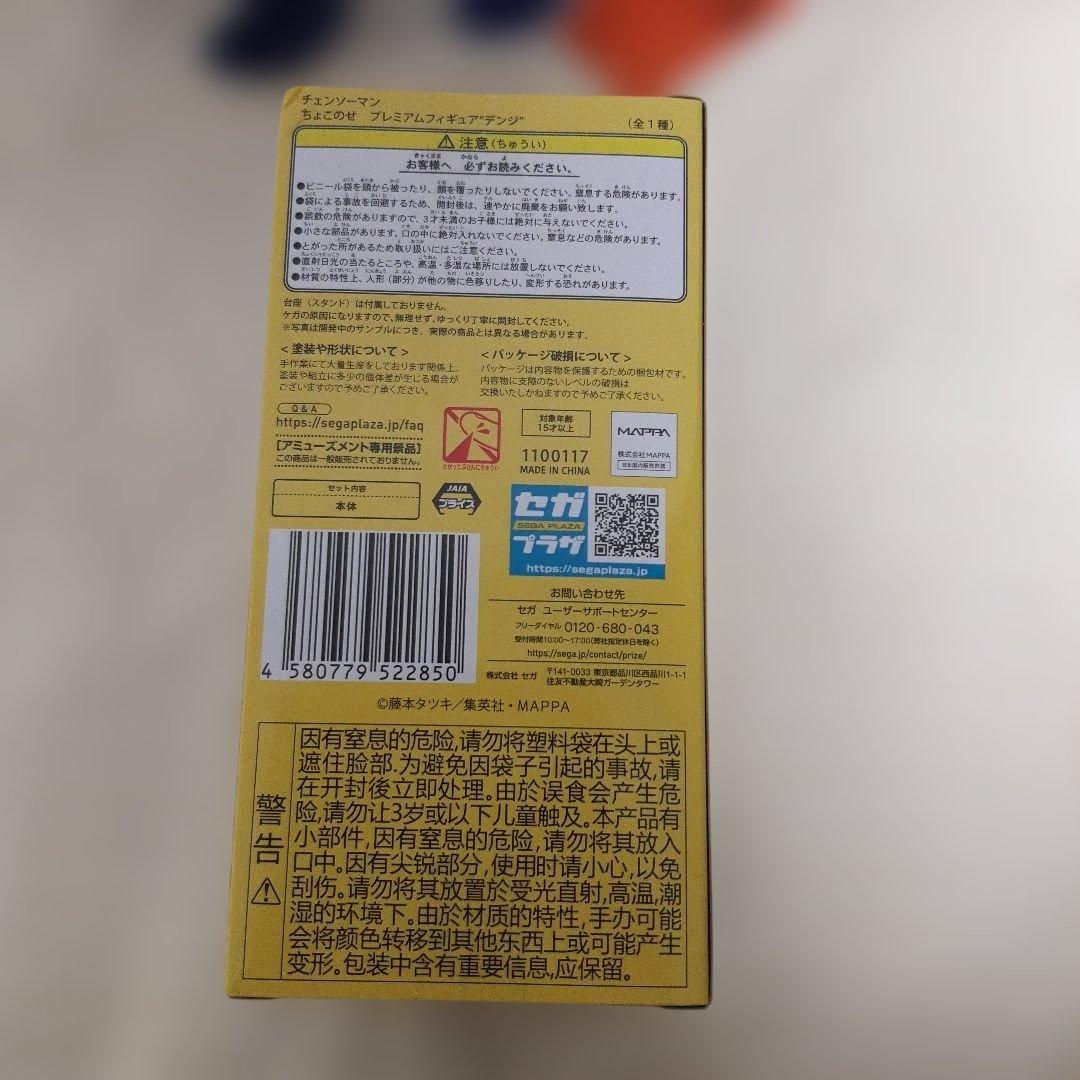 チェンソーマン
ちょこのせ プレミアムフィギュア"デンジ"
(全1種)
注意(ちゅうい)
お客様へ 必ずお読みください。
●ビニール袋を頭から被ったり、顔を覆ったりしないでください。窒息する危険があります。
●袋による事故を回避するため、開封後は、速やかに廃棄をお願い致します。
●誤飲の危険がありますので、3才未満のお子様には絶対に与えないでください。
●小さな部品があります。口の中に絶対入れないでください。窒息などの危険があります。
●とがった所があるため取り扱いにはご注意ください。
●直射日光の当たるところや、高温・多湿な場所には放置しないでください。
●材質の特性上、人形(部分)が他の物に色移りしたり、変形する恐れがあります。
台座(スタンド)は付属しておりません。
ケガの原因になりますので、無理せず、ゆっくり丁寧に開封してください。
※写真は開発中のサンプルにつき、実際の商品とは異なる場合があります。
<塗装や形状について>
手作業にて大量生産をしております関係上、
塗装や組立に多少の個体差が生じる場合が
ございますので予めご了承ください。
<パッケージ破損について>
パッケージは内容物を保護するための梱包材です。
内容物に支障のないレベルの破損は
交換いたしかねますので予めご了承ください。
Q&A
https://segaplaza.jp/faq
[アミューズメント専用景品]
この商品は一般販売されておりません。
とがったぶひんにちゅうい
対象年齢
15才以上
1100117
MADE IN CHINA
MAPPA
株式会社MAPPA
日本国内販売許諾
セット内容
本体
JAIA
プライズ
セガ
SEGA PLAZA
プラザ
https://segaplaza.jp
お問い合わせ先
セガ ユーザーサポートセンター
フリーダイヤル 0120-680-043
受付時間10:00～17:00(弊社指定休日を除く)
https://sega.jp/contact/prize/
株式会社 セガ
〒141-0033 東京都品川区西品川1-1-1
住友不動産大崎ガーデンタワー
4 580779 522850
©藤本タツキ／集英社・MAPPA
警告
因有窒息的危险,请勿将塑料袋在头上或
遮住脸部.为避免因袋子引起的事故,请
在开封後立即处理。由於误食会产生危
险,请勿让3岁或以下儿童触及。本产品有
小部件,因有窒息的危险,请勿将其放入
口中。因有尖锐部分,使用时请小心,以免
刮伤。请勿将其放置於受光直射,高温,潮
湿的环境下。由於材质的特性,手办可能
会将颜色转移到其他东西上或可能产生
变形。包装中含有重要信息,应保留。